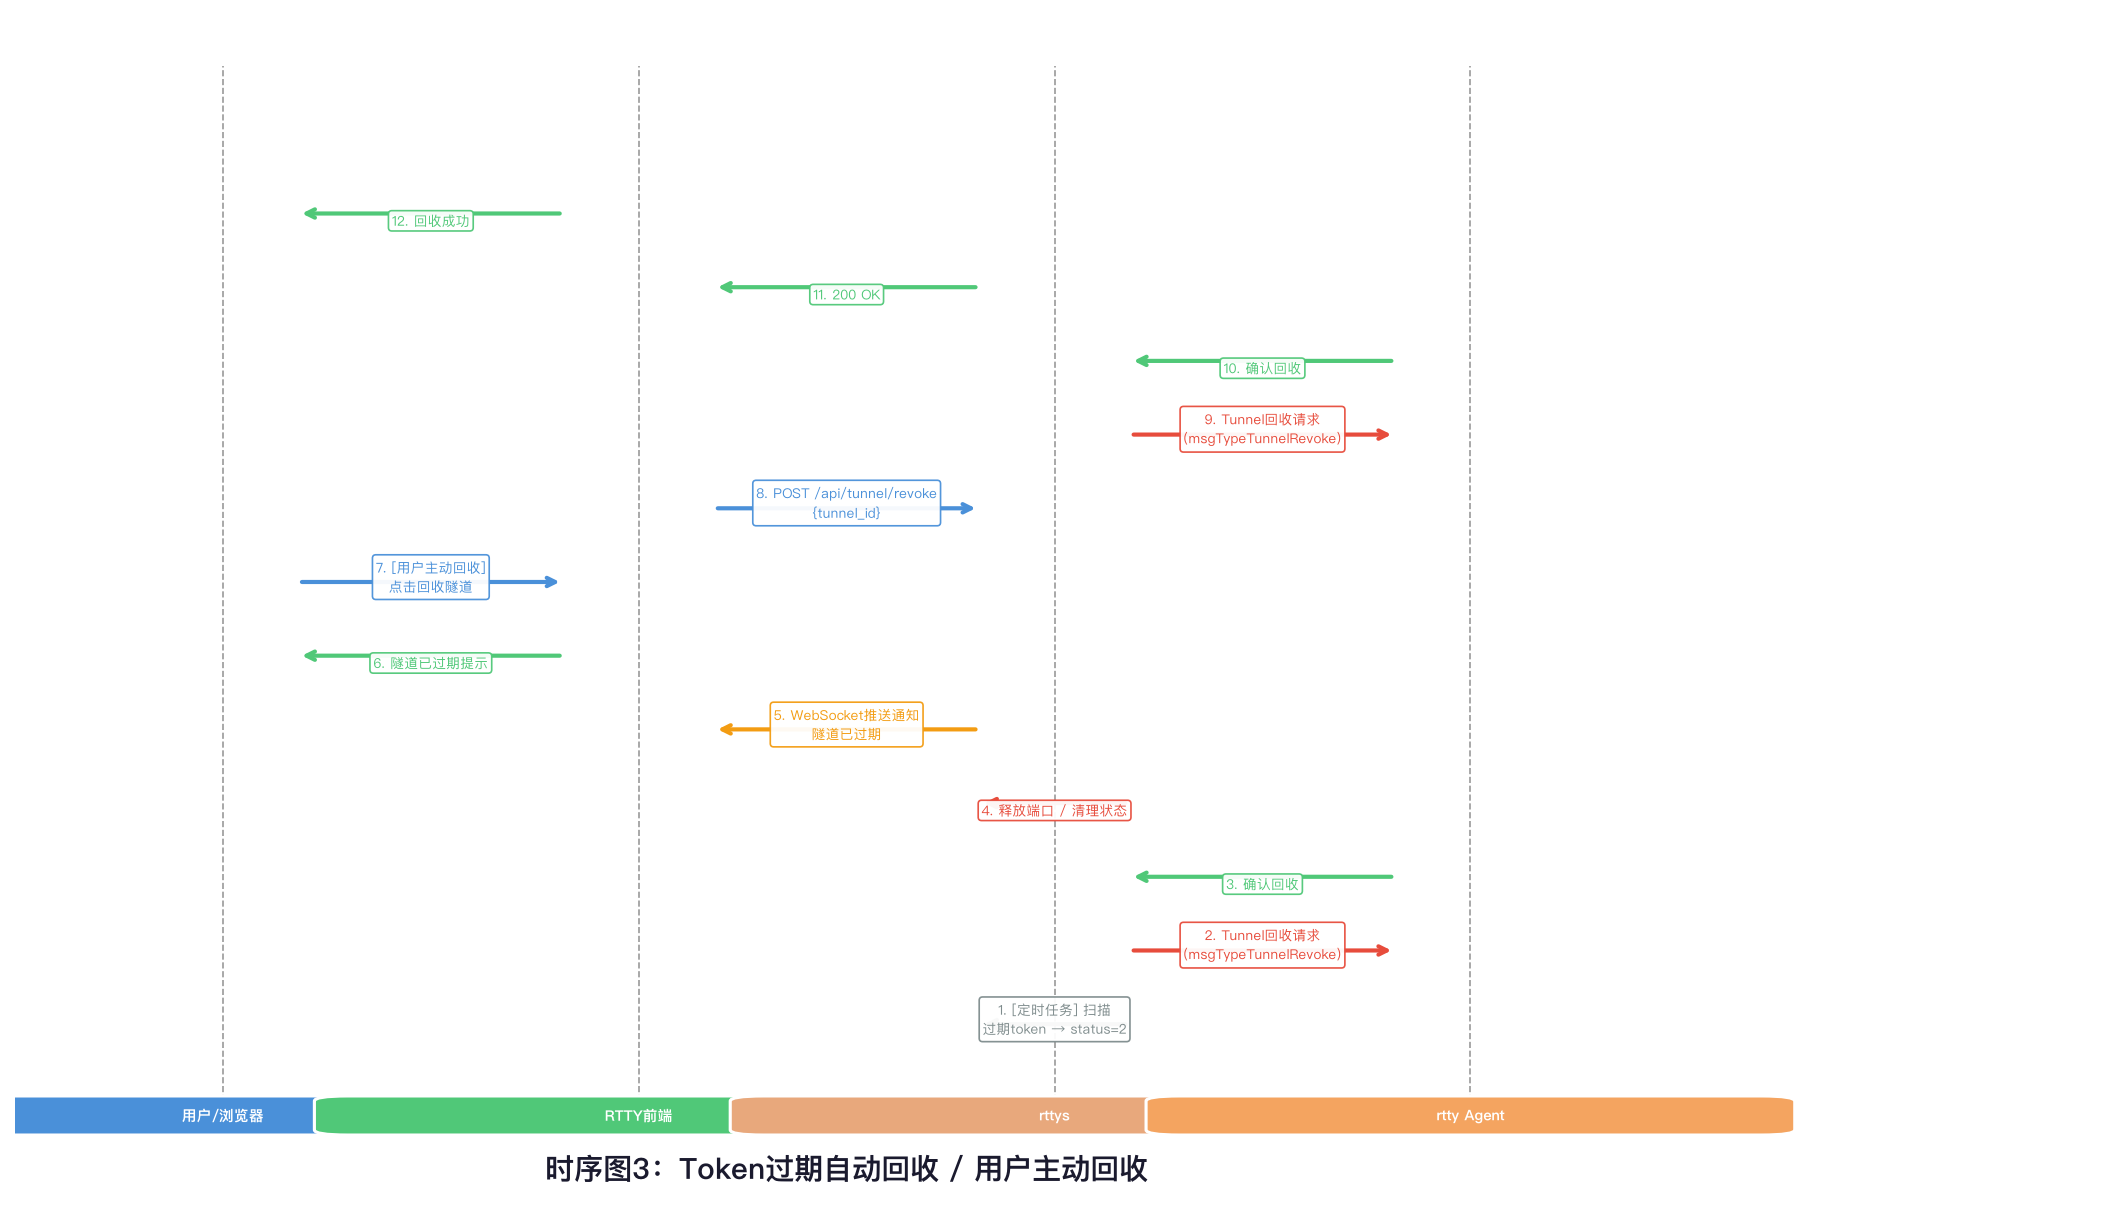 12. 回收成功
11. 200 OK
10. 确认回收
9. Tunnel回收请求
(msgTypeTunnelRevoke)
8. POST /api/tunnel/revoke
{tunnel_id}
7. [用户主动回收]
点击回收隧道
6. 隧道已过期提示
5. WebSocket推送通知
隧道已过期
4. 释放端口 / 清理状态
3. 确认回收
2. Tunnel回收请求
(msgTypeTunnelRevoke)
1. [定时任务] 扫描
过期token → status=2
用户/浏览器
RTTY前端
rttys
rtty Agent
时序图3：Token过期自动回收 / 用户主动回收